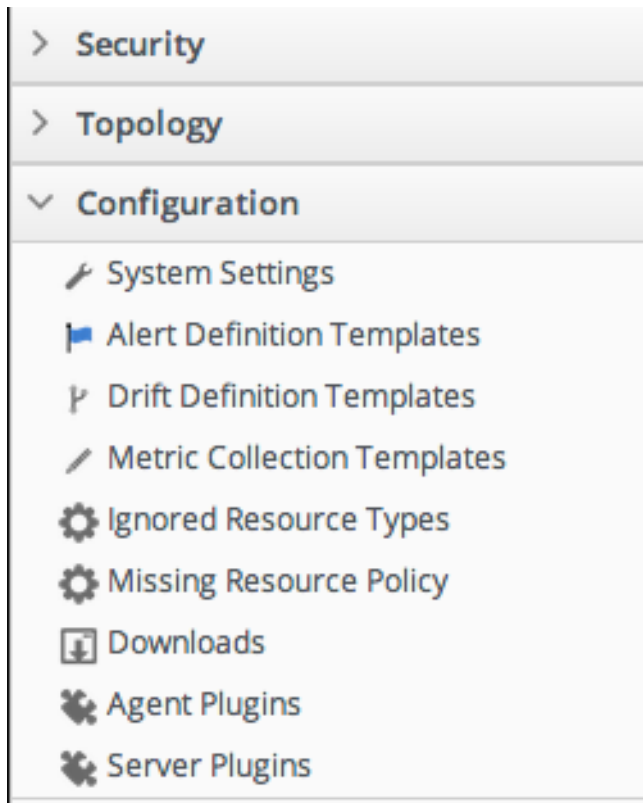 Security
Topology
Configuration
System Settings
Alert Definition Templates
Drift Definition Templates
Metric Collection Templates
Ignored Resource Types
Missing Resource Policy
Downloads
Agent Plugins
Server Plugins